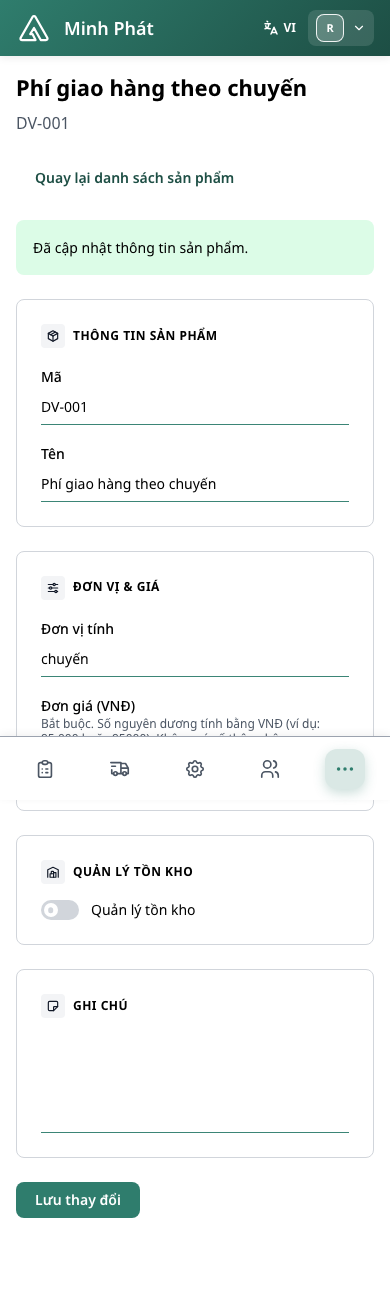 Minh Phát
VI
R
Phí giao hàng theo chuyến
DV-001
Quay lại danh sách sản phẩm
Đã cập nhật thông tin sản phẩm.
THÔNG TIN SẢN PHẨM
Mã
DV-001
Tên
Phí giao hàng theo chuyến
ĐƠN VỊ & GIÁ
Đơn vị tính
chuyến
Đơn giá (VNĐ)
Bắt buộc. Số nguyên dương tính bằng VNĐ (ví dụ:
QUẢN LÝ TỒN KHO
Quản lý tồn kho
GHI CHÚ
Lưu thay đổi